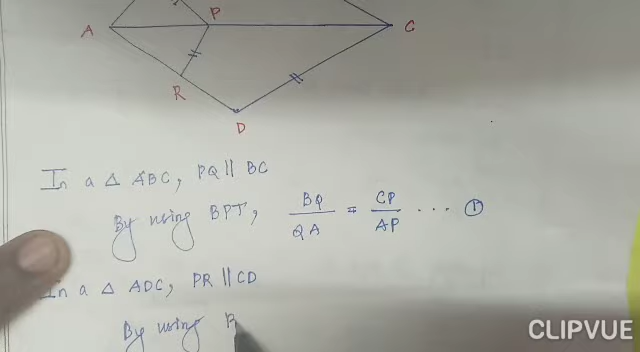 P
A
C
R
D
In a Δ ABC, PQ || BC
By using BPT, BQ/QA = CP/AP ... ①
In a Δ ADC, PR || CD
By using B
CLIPVUE